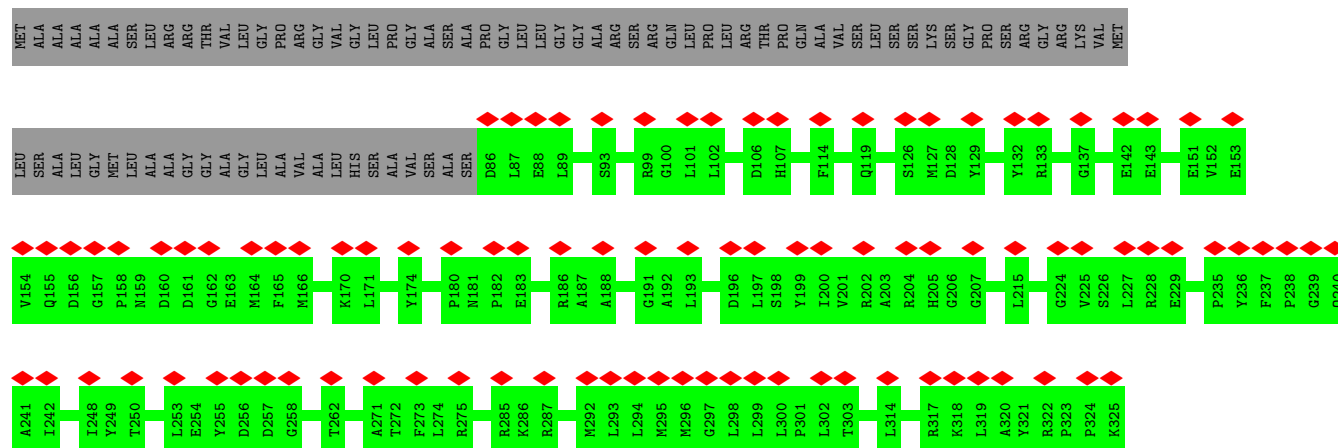 MET ALA ALA ALA ALA ALA SER LEU ARG ARG THR VAL LEU GLY PRO ARG GLY VAL GLY LEU PRO GLY ALA SER ALA PRO GLY LEU LEU GLY GLY ALA ARG SER ARG GLN LEU PRO LEU ARG THR PRO GLN ALA VAL SER LEU SER SER LYS SER GLY PRO SER ARG GLY ARG LYS VAL MET
LEU SER ALA LEU GLY MET LEU ALA ALA GLY GLY ALA GLY LEU ALA VAL ALA LEU HIS SER ALA VAL SER ALA SER D86 L87 E88 L89 S93 R99 G100 L101 L102 D106 H107 F114 Q119 S126 M127 D128 Y129 Y132 R133 G137 E142 E143 E151 V152 E153
V154 Q155 D156 G157 P158 N159 D160 D161 G162 E163 M164 F165 M166 K170 L171 Y174 P180 N181 P182 E183 R186 A187 A188 G191 A192 L193 D196 L197 S198 Y199 I200 V201 R202 A203 R204 H205 G206 G207 L215 G224 V225 S226 L227 R228 E229 P235 Y236 F237 P238 G239
A241 I242 I248 Y249 T250 L253 E254 Y255 D256 D257 G258 T262 A271 T272 F273 L274 R275 R285 K286 R287 M292 L293 L294 M295 M296 G297 L298 L299 L300 P301 L302 T303 L314 R317 K318 L319 A320 Y321 R322 P323 P324 K325